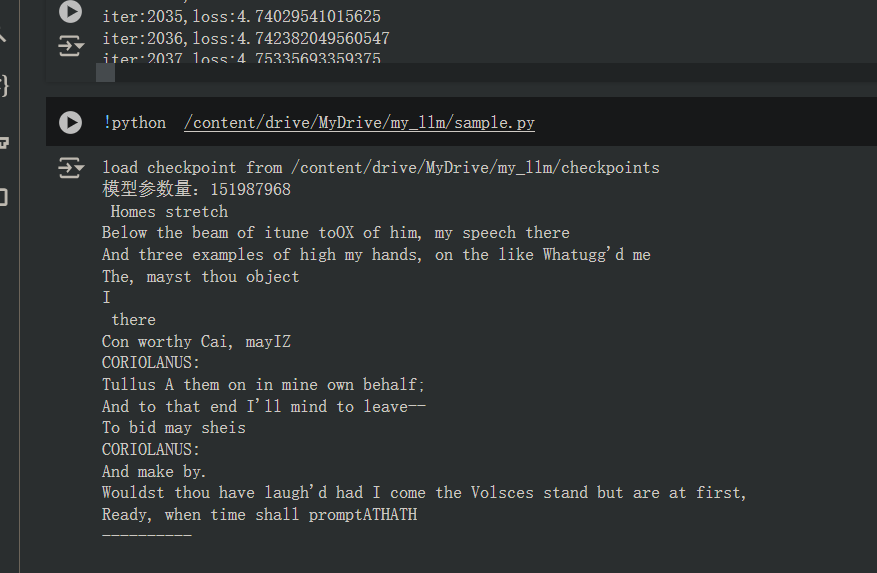 iter:2035,loss:4.74029541015625
iter:2036,loss:4.742382049560547
iter:2037,loss:4.75335693359375
!python  /content/drive/MyDrive/my_llm/sample.py
load checkpoint from /content/drive/MyDrive/my_llm/checkpoints
模型参数量：151987968
 Homes stretch
Below the beam of itune toOX of him, my speech there
And three examples of high my hands, on the like Whatugg'd me
The, mayst thou object
I
 there
Con worthy Cai, mayIZ
CORIOLANUS:
Tullus A them on in mine own behalf;
And to that end I'll mind to leave--
To bid may sheis
CORIOLANUS:
And make by.
Wouldst thou have laugh'd had I come the Volsces stand but are at first,
Ready, when time shall promptATHATH
----------